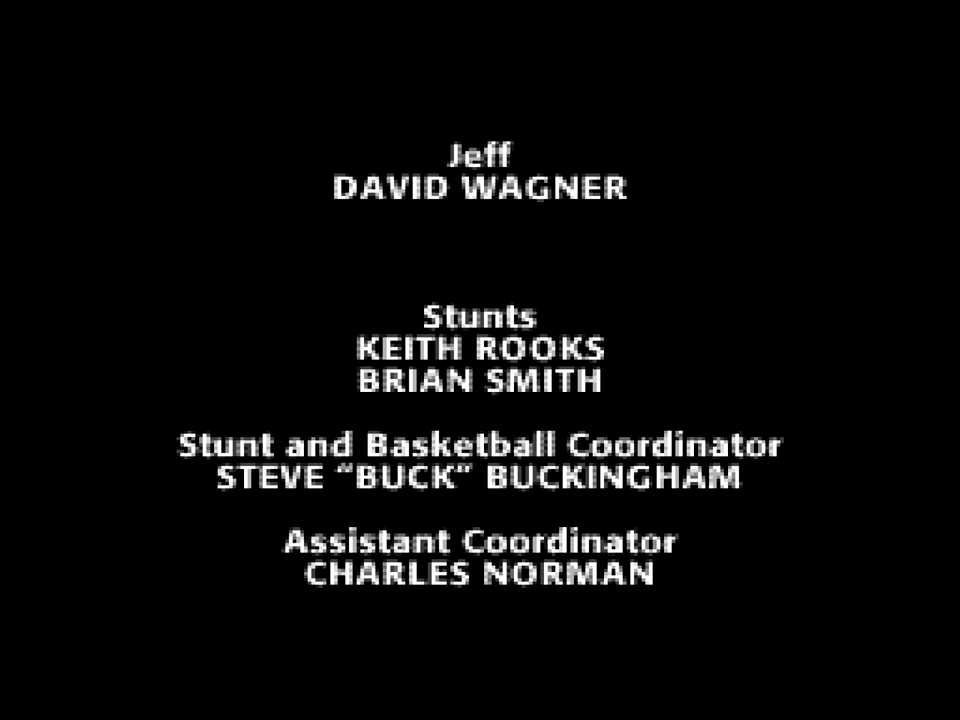 Jeff
DAVID WAGNER
Stunts
KEITH ROOKS
BRIAN SMITH
Stunt and Basketball Coordinator
STEVE “BUCK” BUCKINGHAM
Assistant Coordinator
CHARLES NORMAN